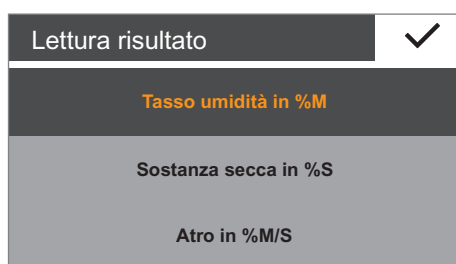 Lettura risultato
Tasso umidità in %M
Sostanza secca in %S
Atro in %M/S